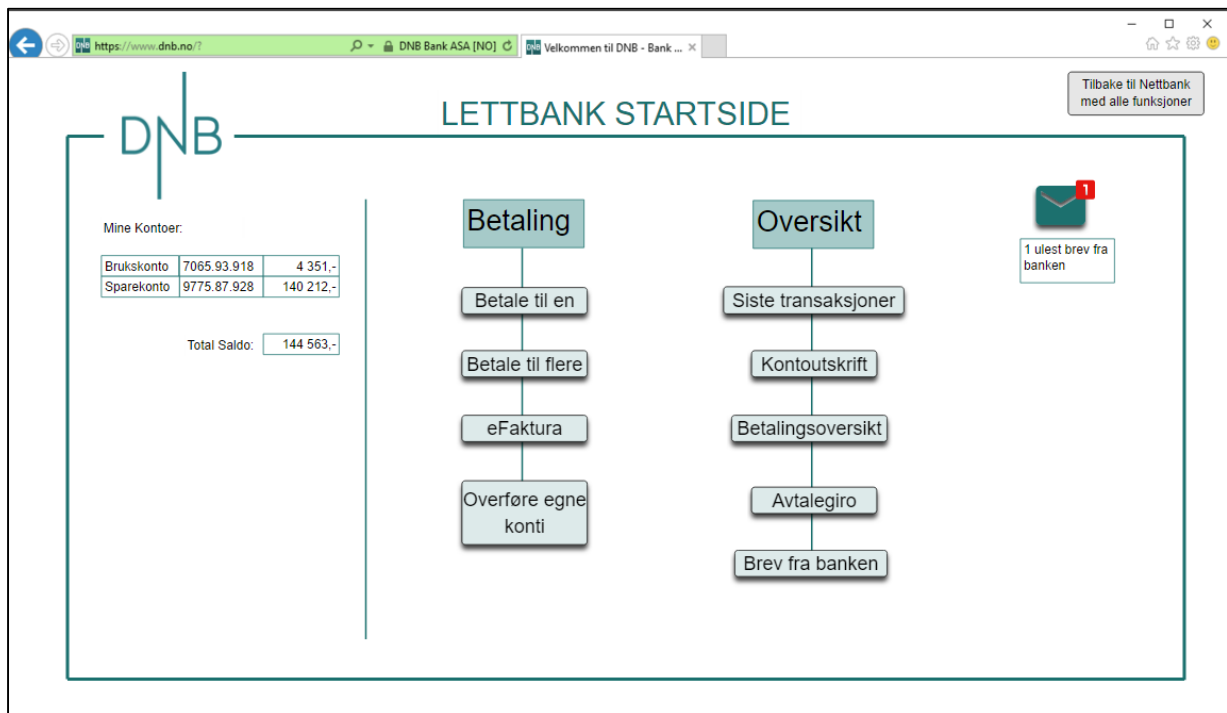 https://www.dnb.no/?
DNB Bank ASA [NO]
DNB Velkommen til DNB - Bank ...
Tilbake til Nettbank
med alle funksjoner
LETTBANK STARTSIDE
DNB
Mine Kontoer:
Brukskonto 7065.93.918 4 351,-
Sparekonto 9775.87.928 140 212,-
Total Saldo: 144 563,-
Betaling
Betale til en
Betale til flere
eFaktura
Overføre egne
konti
Oversikt
Siste transaksjoner
Kontoutskrift
Betalingsoversikt
Avtalegiro
Brev fra banken
1
1 ulest brev fra
banken